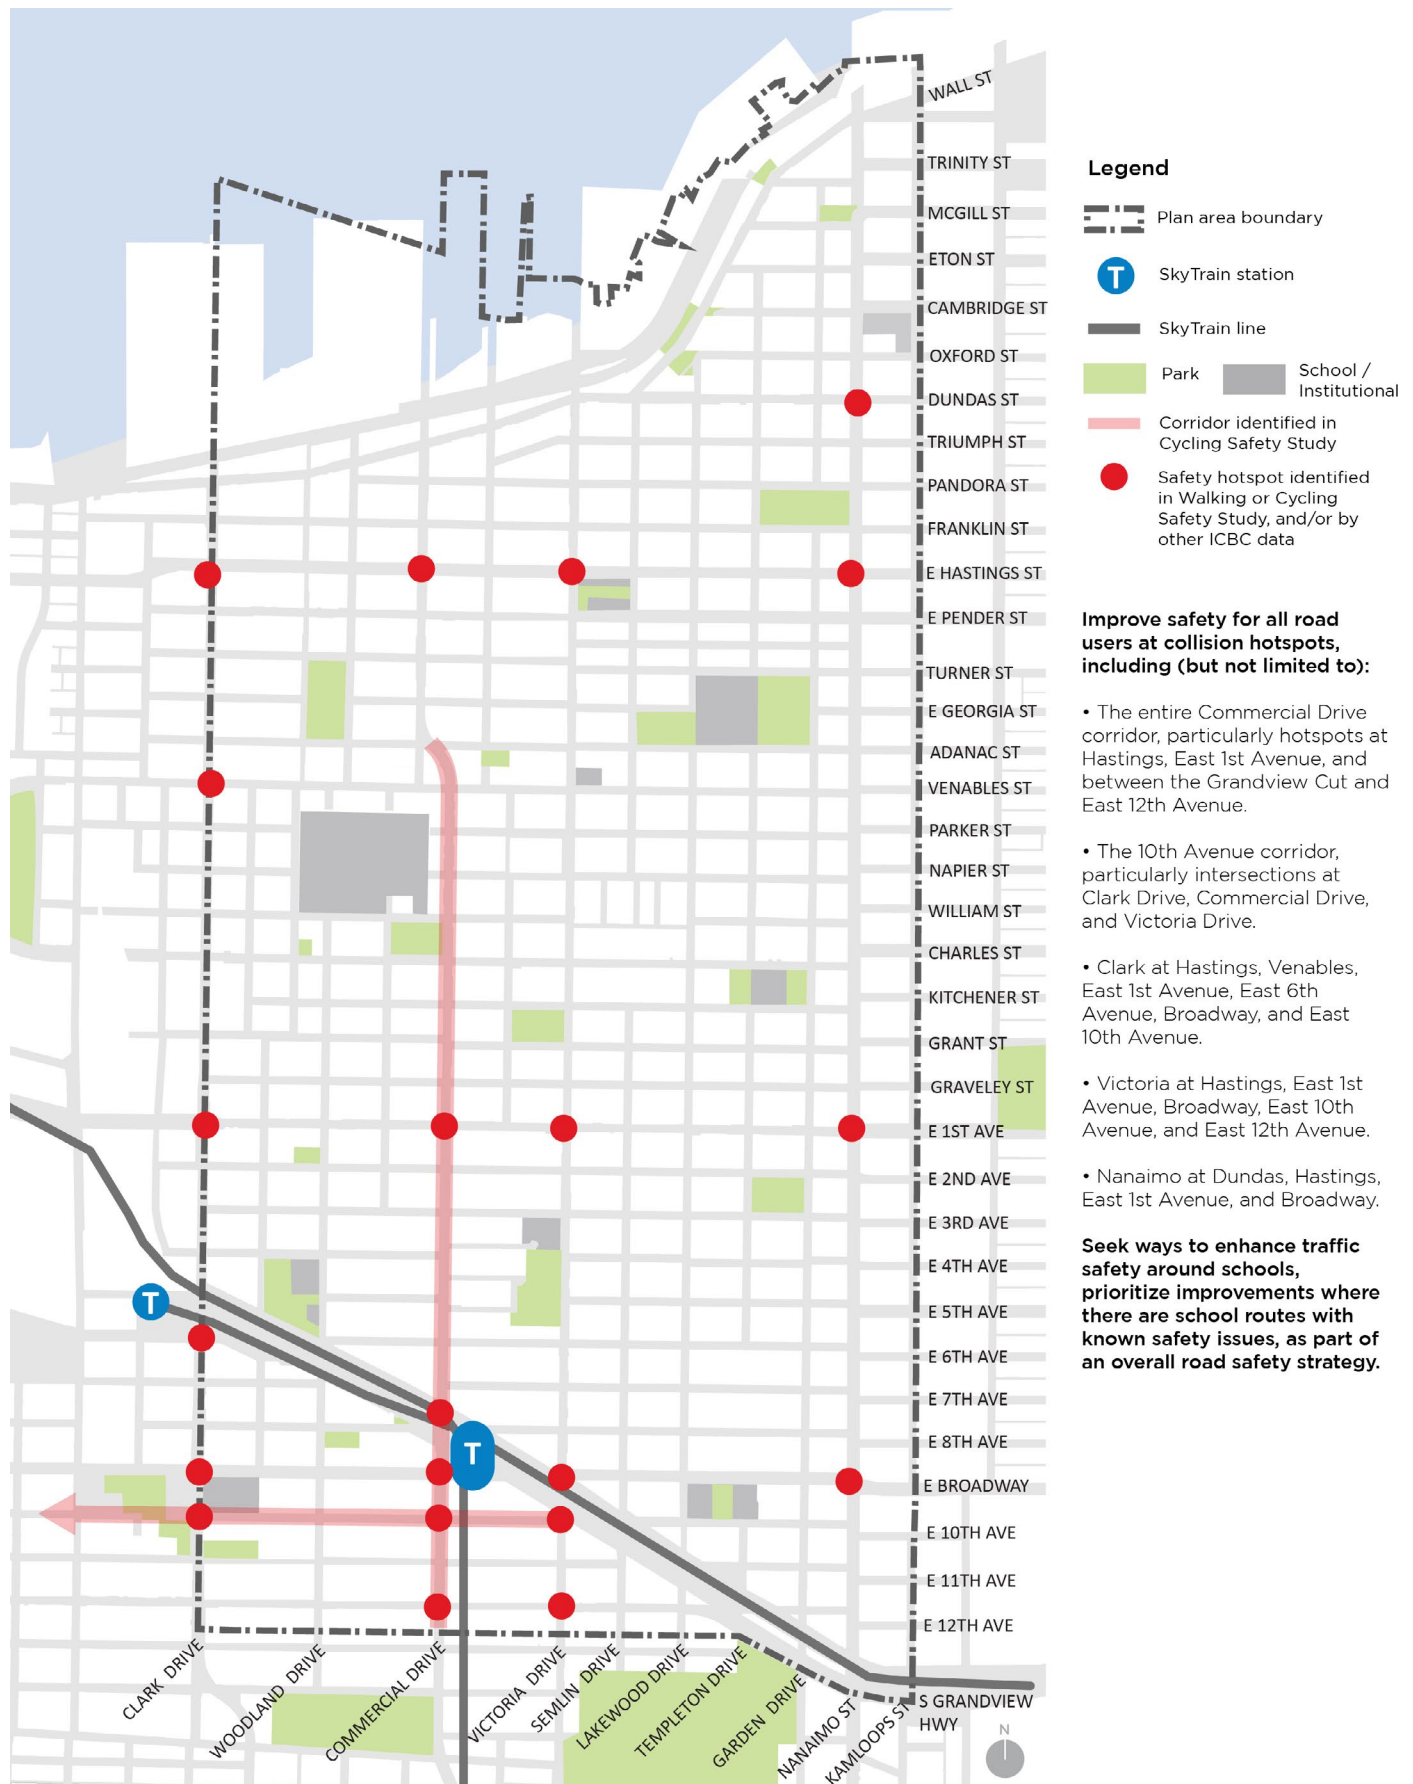 WALL ST
TRINITY ST
MCGILL ST
ETON ST
CAMBRIDGE ST
OXFORD ST
DUNDAS ST
TRIUMPH ST
PANDORA ST
FRANKLIN ST
E HASTINGS ST
E PENDER ST
TURNER ST
E GEORGIA ST
ADANAC ST
VENABLES ST
PARKER ST
NAPIER ST
WILLIAM ST
CHARLES ST
KITCHENER ST
GRANT ST
GRAVELEY ST
E 1ST AVE
E 2ND AVE
E 3RD AVE
E 4TH AVE
E 5TH AVE
E 6TH AVE
E 7TH AVE
E 8TH AVE
E BROADWAY
E 10TH AVE
E 11TH AVE
E 12TH AVE
S GRANDVIEW
HWY
T
T
CLARK DRIVE
WOODLAND DRIVE
COMMERCIAL DRIVE
VICTORIA DRIVE
SEMLIN DRIVE
LAKEWOOD DRIVE
TEMPLETON DRIVE
GARDEN DRIVE
NANAIMO ST
KAMLOOPS ST
N
Legend
Plan area boundary
T
SkyTrain station
SkyTrain line
Park
School /
Institutional
Corridor identified in
Cycling Safety Study
Safety hotspot identified
in Walking or Cycling
Safety Study, and/or by
other ICBC data
Improve safety for all road
users at collision hotspots,
including (but not limited to):
• The entire Commercial Drive
corridor, particularly hotspots at
Hastings, East 1st Avenue, and
between the Grandview Cut and
East 12th Avenue.
• The 10th Avenue corridor,
particularly intersections at
Clark Drive, Commercial Drive,
and Victoria Drive.
• Clark at Hastings, Venables,
East 1st Avenue, East 6th
Avenue, Broadway, and East
10th Avenue.
• Victoria at Hastings, East 1st
Avenue, Broadway, East 10th
Avenue, and East 12th Avenue.
• Nanaimo at Dundas, Hastings,
East 1st Avenue, and Broadway.
Seek ways to enhance traffic
safety around schools,
prioritize improvements where
there are school routes with
known safety issues, as part of
an overall road safety strategy.